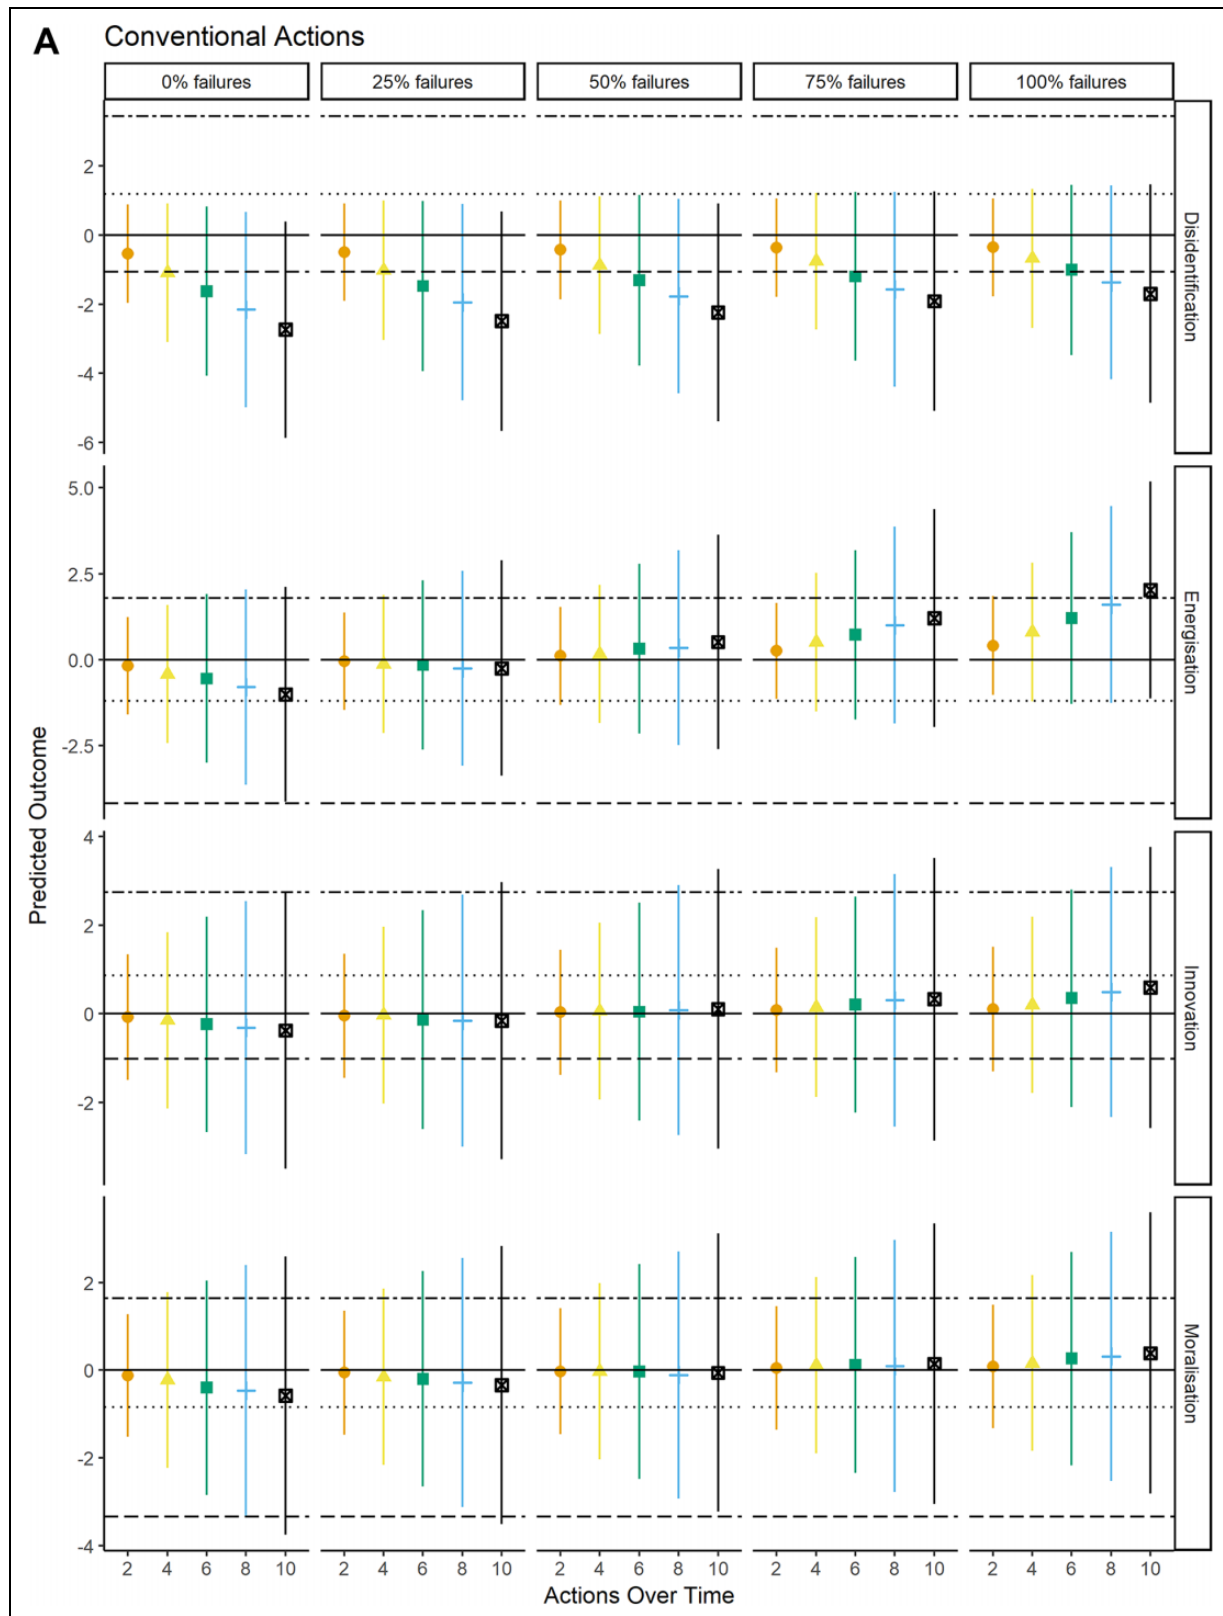 A Conventional Actions
0% failures 25% failures 50% failures 75% failures 100% failures
2
0
-2
-4
-6
Disidentification
5.0
2.5
0.0
-2.5
Energisation
4
2
0
-2
Innovation
2
0
-2
-4
Moralisation
Predicted Outcome
2 4 6 8 10 2 4 6 8 10 2 4 6 8 10 2 4 6 8 10 2 4 6 8 10
Actions Over Time